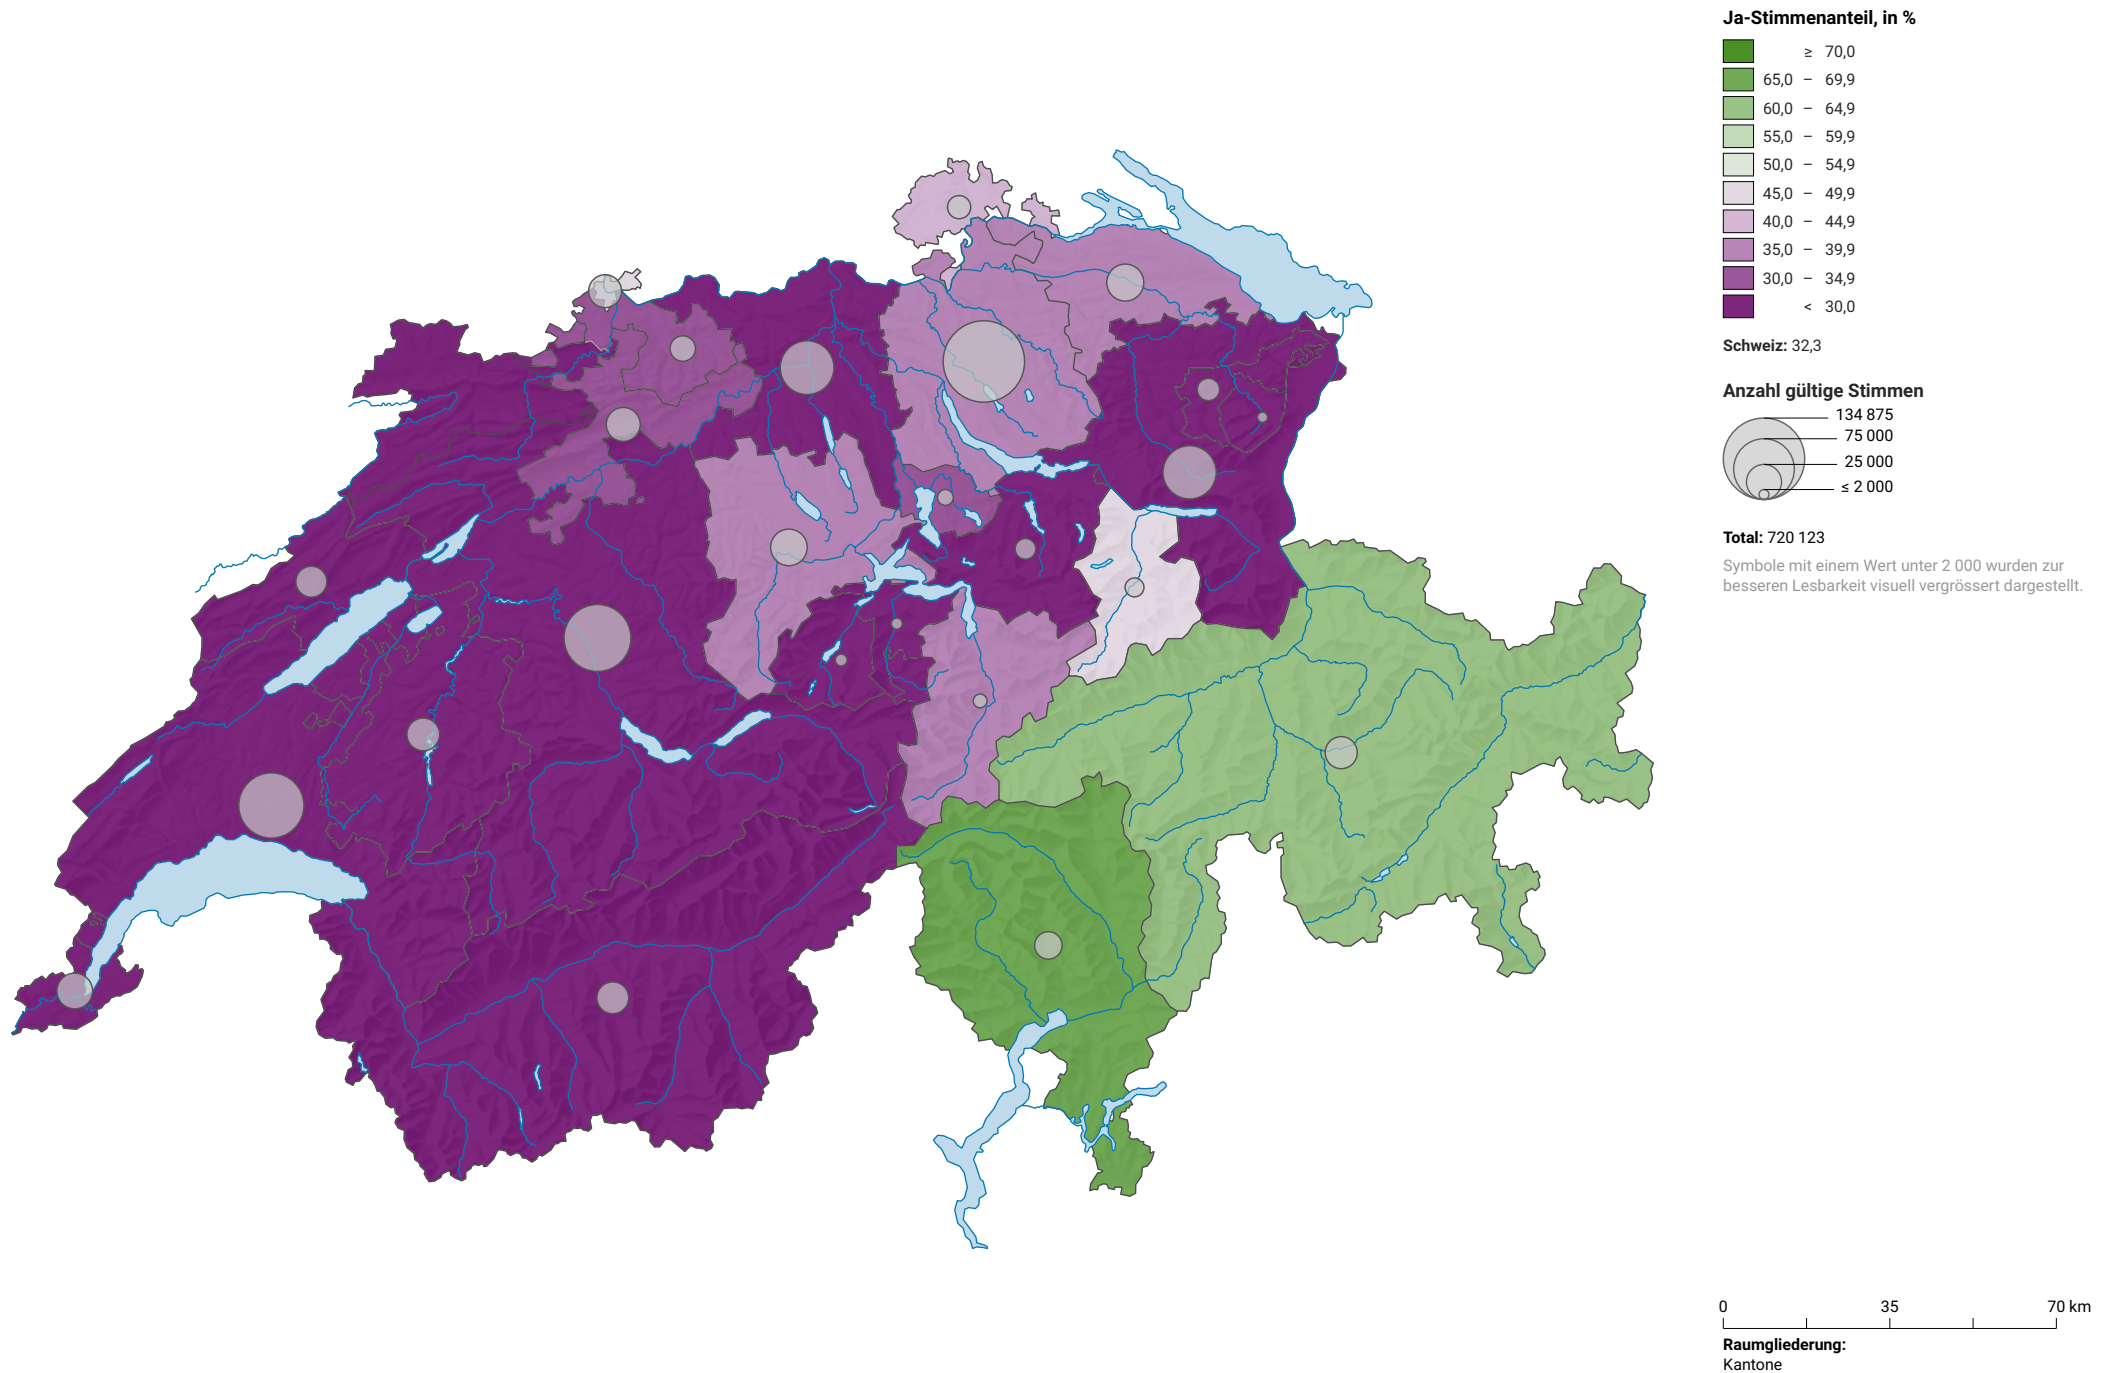 Ja-Stimmenanteil, in %
≥ 70,0
65,0 – 69,9
60,0 – 64,9
55,0 – 59,9
50,0 – 54,9
45,0 – 49,9
40,0 – 44,9
35,0 – 39,9
30,0 – 34,9
< 30,0
Schweiz: 32,3
Anzahl gültige Stimmen
134 875
75 000
25 000
≤ 2 000
Total: 720 123
Symbole mit einem Wert unter 2 000 wurden zur
besseren Lesbarkeit visuell vergrössert dargestellt.
0 35 70 km
Raumgliederung:
Kantone